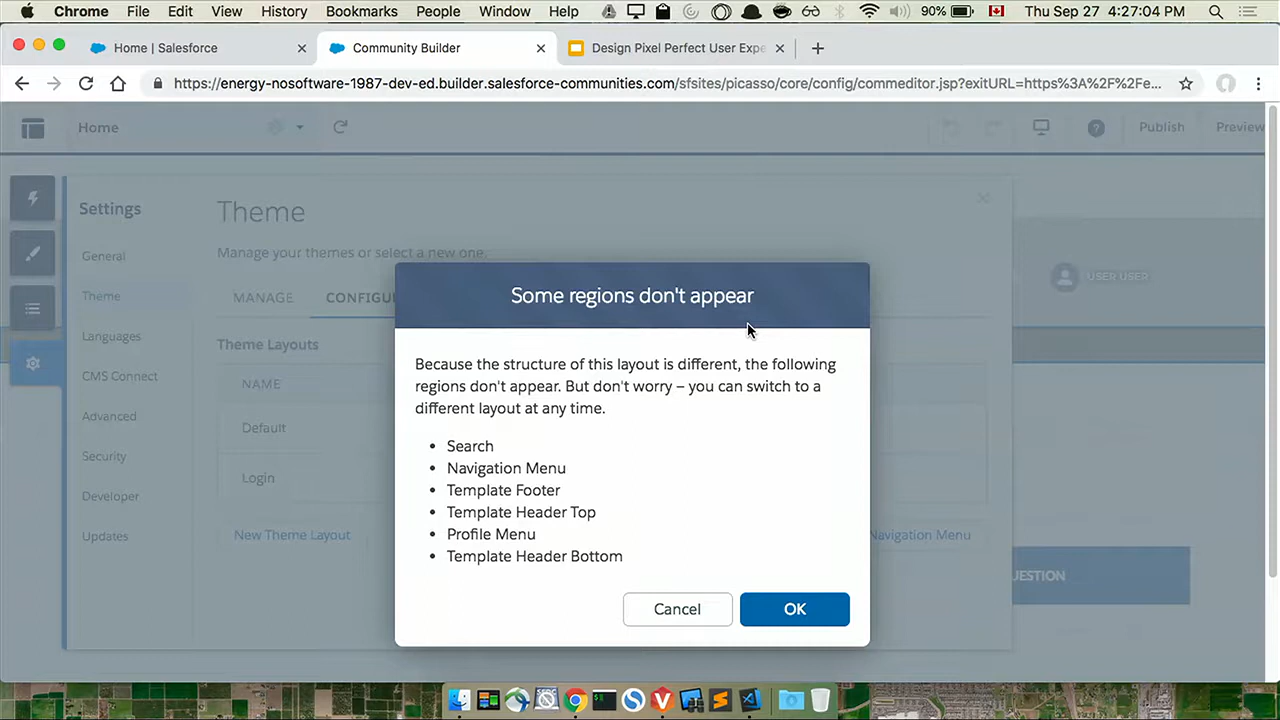 Chrome File Edit View History Bookmarks People Window Help 90% Thu Sep 27 4:27:04 PM
Home | Salesforce Community Builder Design Pixel Perfect User Expe
https://energy-nosoftware-1987-dev-ed.builder.salesforce-communities.com/sfsites/picasso/core/config/commeditor.jsp?exitURL=https%3A%2F%2Fe...
Home Publish Preview
Settings
General
Theme
Languages
CMS Connect
Advanced
Security
Developer
Updates
Theme
Manage your themes or select a new one.
MANAGE CONFIGU
Theme Layouts
NAME
Default
Login
New Theme Layout Navigation Menu
USER USER
UESTION
Some regions don't appear
Because the structure of this layout is different, the following
regions don't appear. But don't worry – you can switch to a
different layout at any time.
• Search
• Navigation Menu
• Template Footer
• Template Header Top
• Profile Menu
• Template Header Bottom
Cancel OK